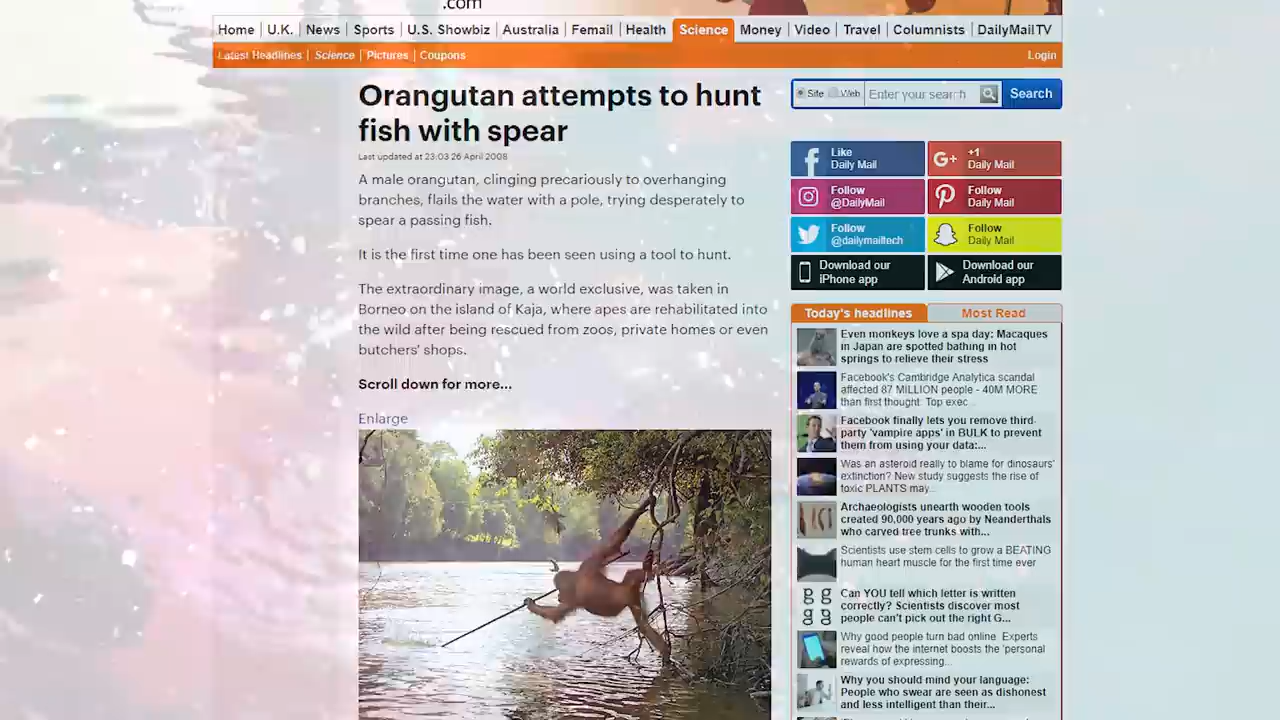 .com
Home U.K. News Sports U.S. Showbiz Australia Femail Health Science Money Video Travel Columnists DailyMailTV
Latest Headlines Science Pictures Coupons Login
Orangutan attempts to hunt
fish with spear
Last updated at 23:03 26 April 2008
A male orangutan, clinging precariously to overhanging
branches, flails the water with a pole, trying desperately to
spear a passing fish.
It is the first time one has been seen using a tool to hunt.
The extraordinary image, a world exclusive, was taken in
Borneo on the island of Kaja, where apes are rehabilitated into
the wild after being rescued from zoos, private homes or even
butchers' shops.
Scroll down for more...
Enlarge
Site Web Enter your search Search
Like
Daily Mail
+1
Daily Mail
Follow
@DailyMail
Follow
Daily Mail
Follow
@dailymailtech
Follow
Daily Mail
Download our
iPhone app
Download our
Android app
Today's headlines Most Read
Even monkeys love a spa day: Macaques
in Japan are spotted bathing in hot
springs to relieve their stress
Facebook's Cambridge Analytica scandal
affected 87 MILLION people - 40M MORE
than first thought: Top exec...
Facebook finally lets you remove third-
party 'vampire apps' in BULK to prevent
them from using your data:...
Was an asteroid really to blame for dinosaurs'
extinction? New study suggests the rise of
toxic PLANTS may...
Archaeologists unearth wooden tools
created 90,000 years ago by Neanderthals
who carved tree trunks with...
Scientists use stem cells to grow a BEATING
human heart muscle for the first time ever
Can YOU tell which letter is written
correctly? Scientists discover most
people can't pick out the right G...
Why good people turn bad online: Experts
reveal how the internet boosts the 'personal
rewards of expressing...
Why you should mind your language:
People who swear are seen as dishonest
and less intelligent than their...